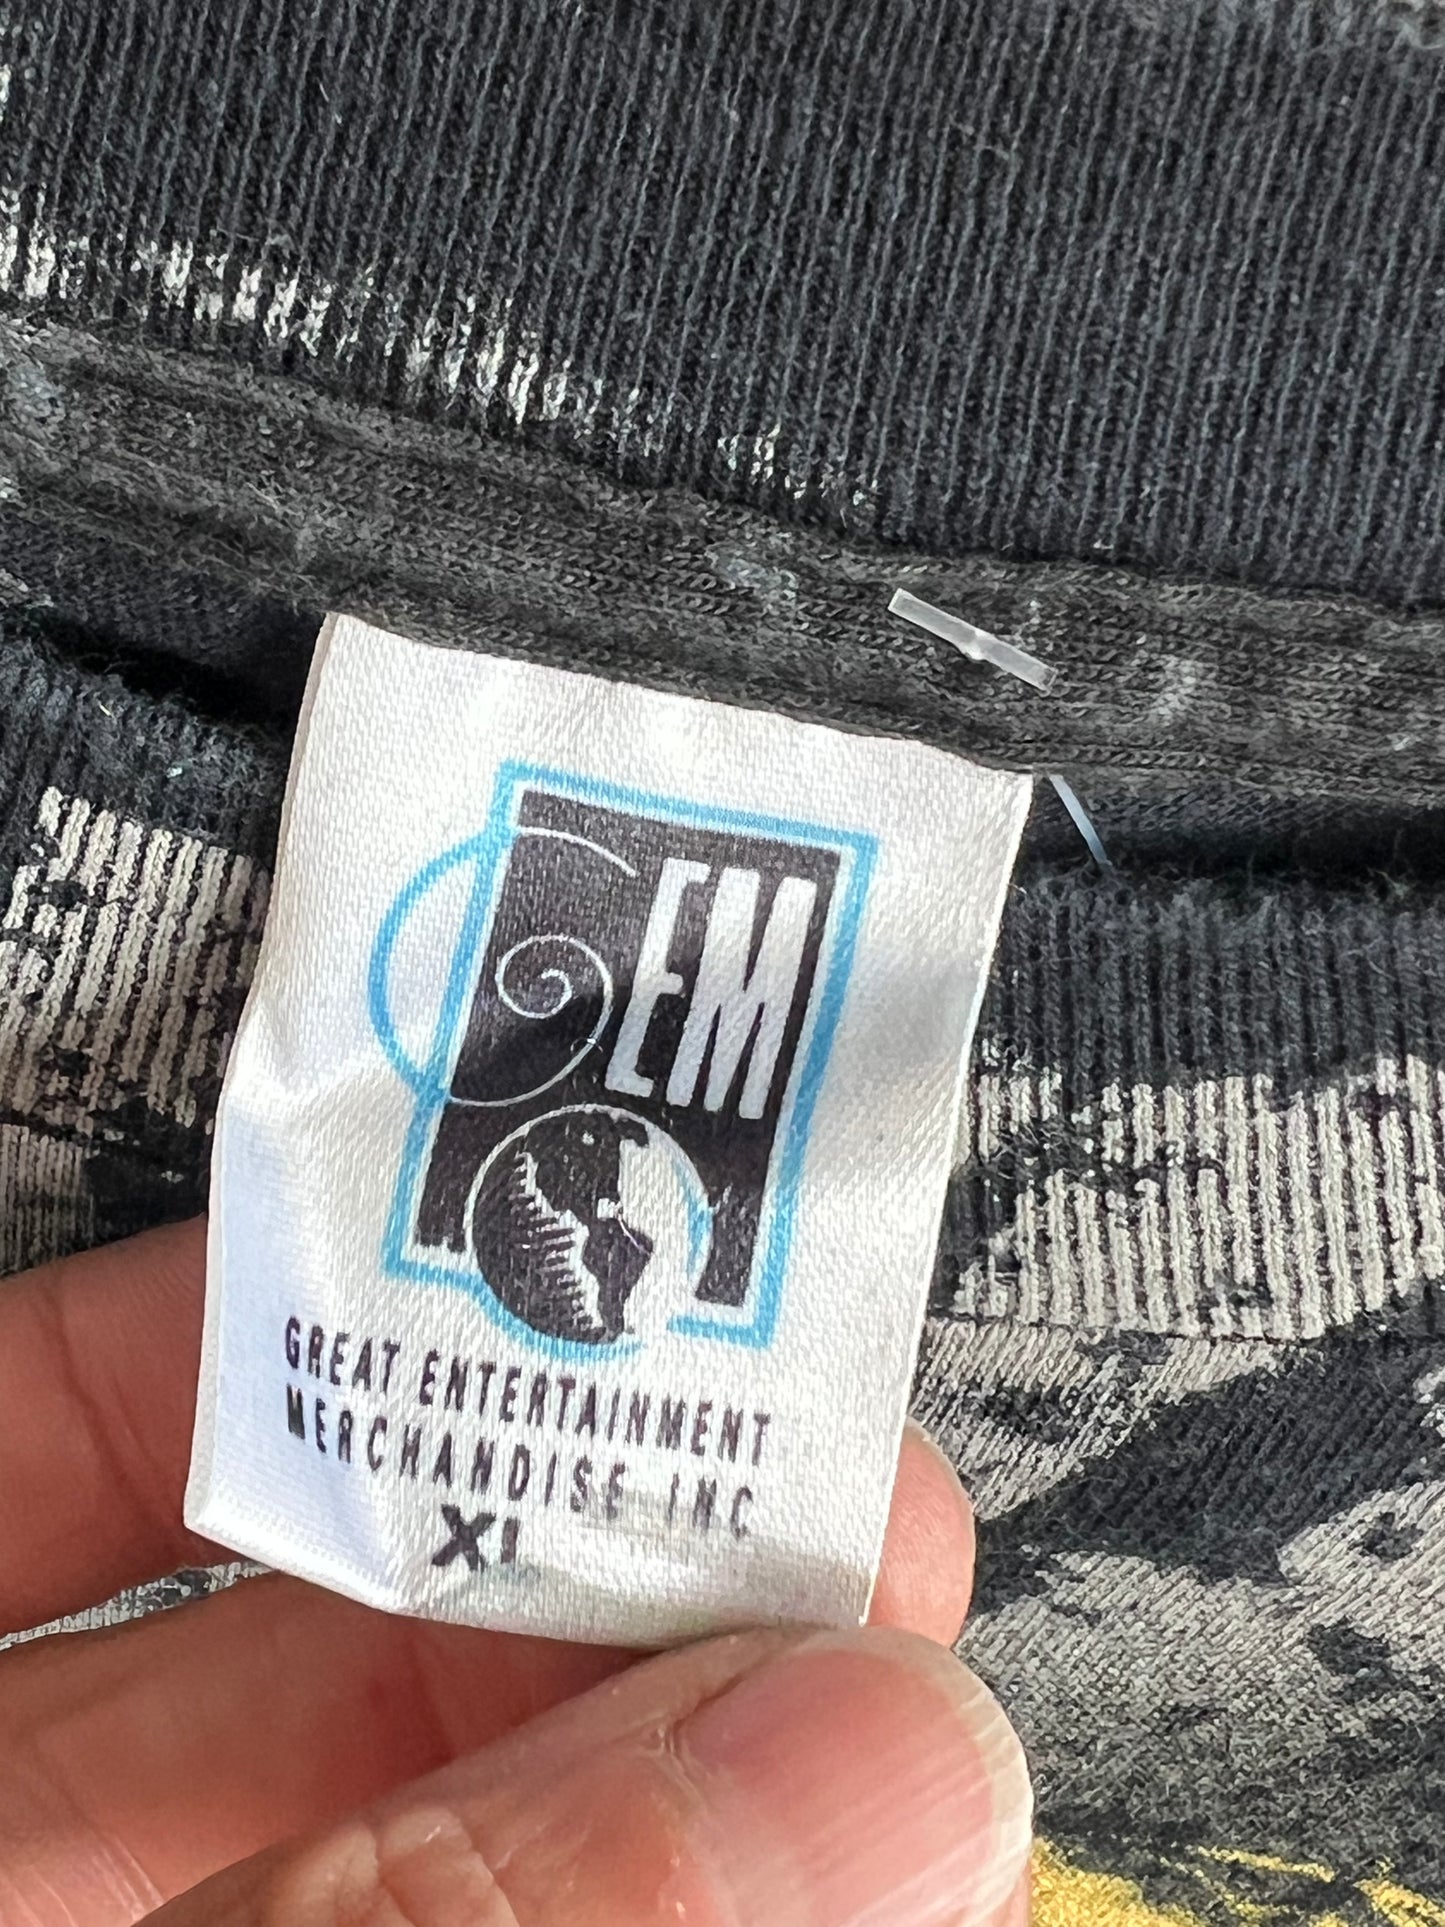 GEM
GREAT ENTERTAINMENT
MERCHANDISE INC
XL